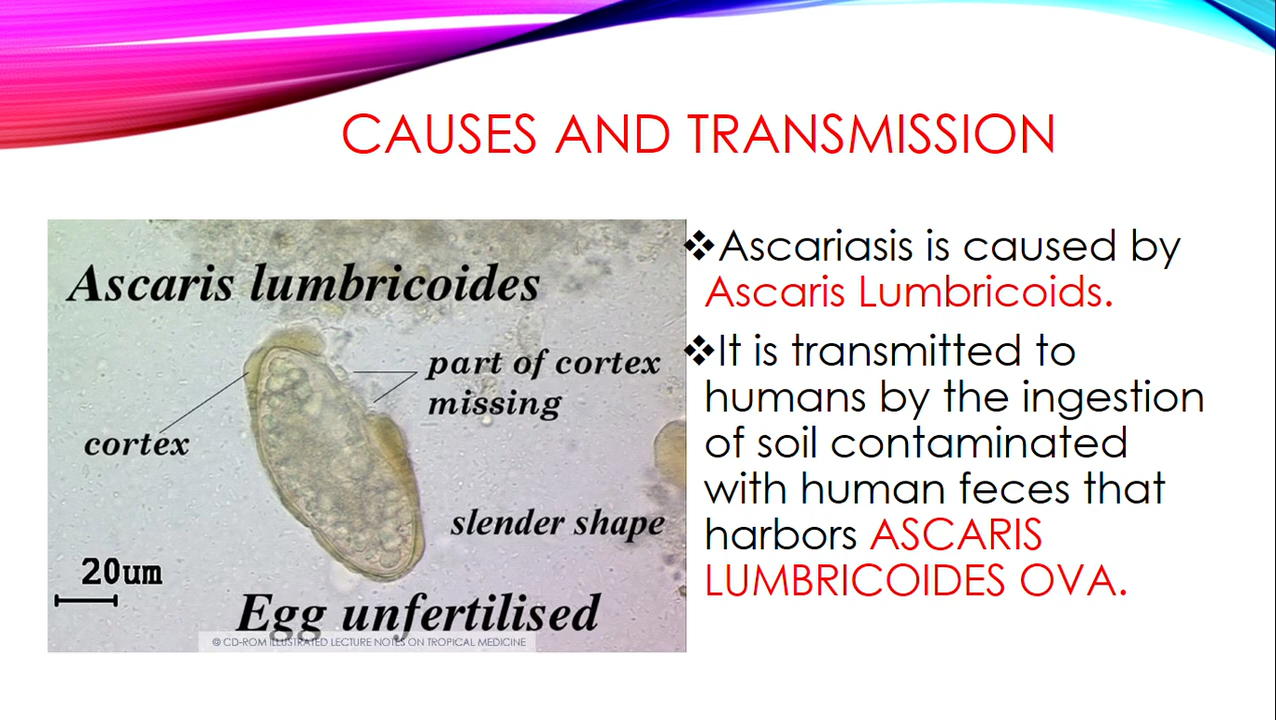 CAUSES AND TRANSMISSION
Ascaris lumbricoides
part of cortex
missing
cortex
slender shape
20um
Egg unfertilised
© CD-ROM ILLUSTRATED LECTURE NOTES ON TROPICAL MEDICINE
❖Ascariasis is caused by
Ascaris Lumbricoids.
❖It is transmitted to
humans by the ingestion
of soil contaminated
with human feces that
harbors ASCARIS
LUMBRICOIDES OVA.